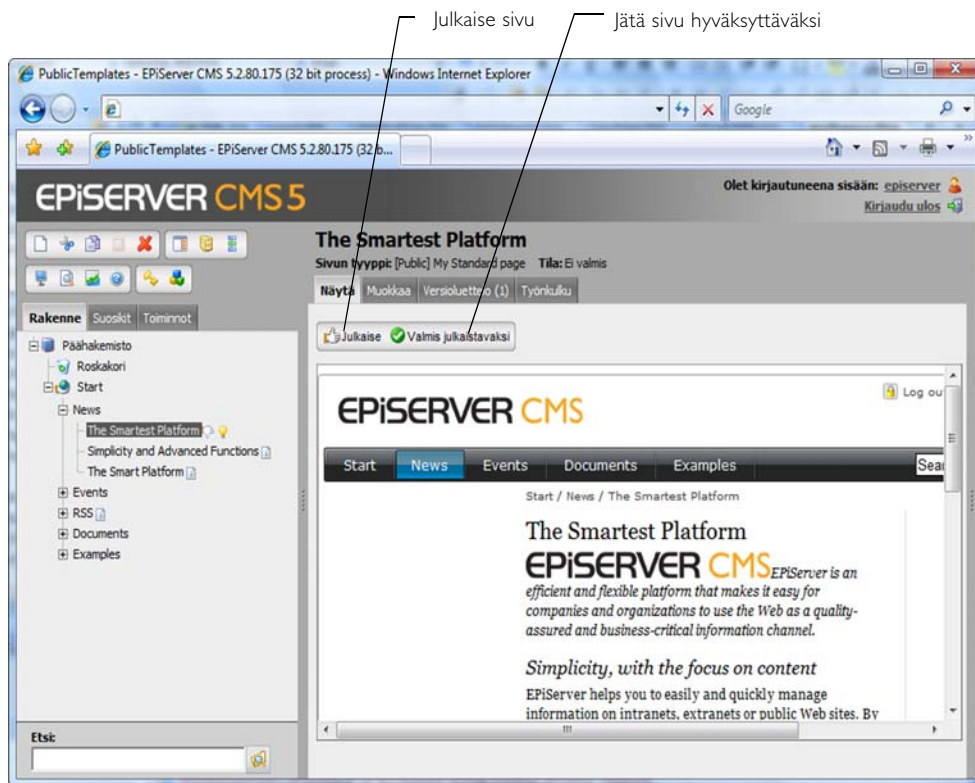 Julkaise sivu
Jätä sivu hyväksyttäväksi
PublicTemplates - EPiServer CMS 5.2.80.175 (32 bit process) - Windows Internet Explorer
Google
PublicTemplates - EPiServer CMS 5.2.80.175 (32 b...
EPiSERVER CMS 5
Olet kirjautuneena sisään: episerver
Kirjaudu ulos
The Smartest Platform
Sivun tyyppi: [Public] My Standard page Tila: Ei valmis
Näytä Muokkaa Versioluettelo (1) Työnkulku
Rakenne Suosikit Toiminnot
Julkaise Valmis julkaistavaksi
Päähakemisto
Roskakori
Start
News
The Smartest Platform
Simplicity and Advanced Functions
The Smart Platform
Events
RSS
Documents
Examples
Etsi:
Log ou
EPiSERVER CMS
Start News Events Documents Examples Sear
Start / News / The Smartest Platform
The Smartest Platform
EPiSERVER CMS EPiServer is an
efficient and flexible platform that makes it easy for
companies and organizations to use the Web as a quality-
assured and business-critical information channel.
Simplicity, with the focus on content
EPiServer helps you to easily and quickly manage
information on intranets, extranets or public Web sites. By